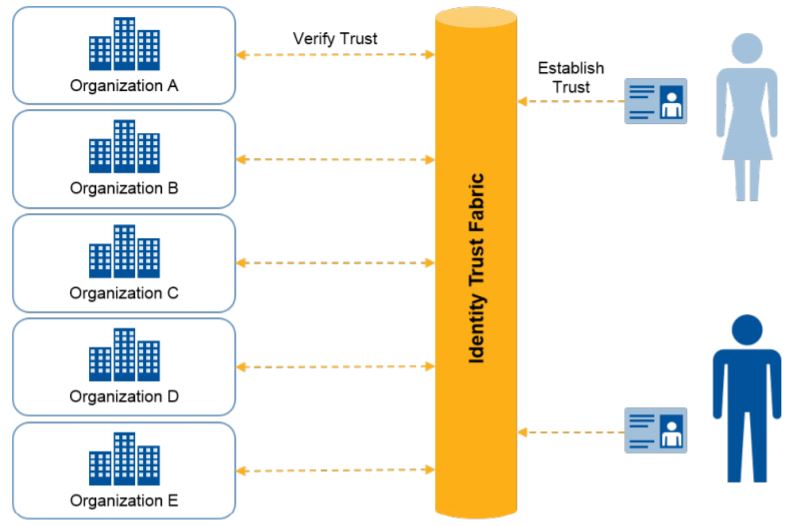 Organization A
Verify Trust
Establish
Trust
Organization B
Identity Trust Fabric
Organization C
Organization D
Organization E